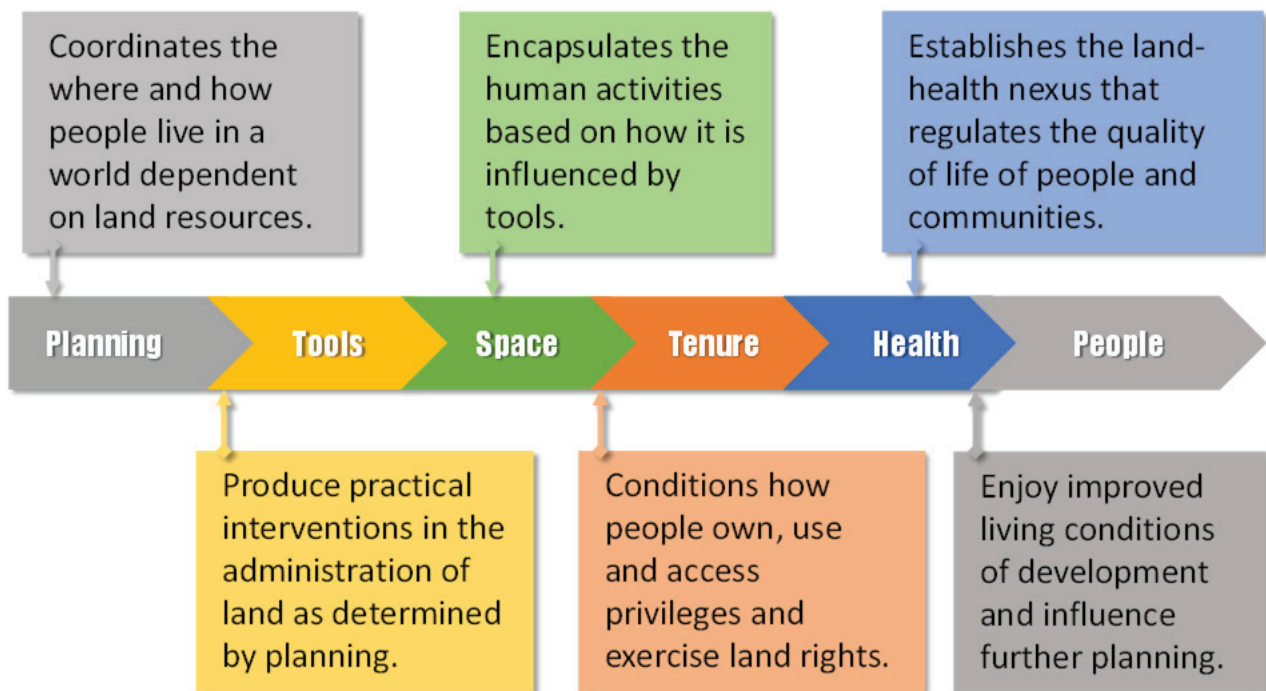 Coordinates the
where and how
people live in a
world dependent
on land resources.
Encapsulates the
human activities
based on how it is
influenced by
tools.
Establishes the land-
health nexus that
regulates the quality
of life of people and
communities.
Planning
Tools
Space
Tenure
Health
People
Produce practical
interventions in the
administration of
land as determined
by planning.
Conditions how
people own, use
and access
privileges and
exercise land rights.
Enjoy improved
living conditions
of development
and influence
further planning.